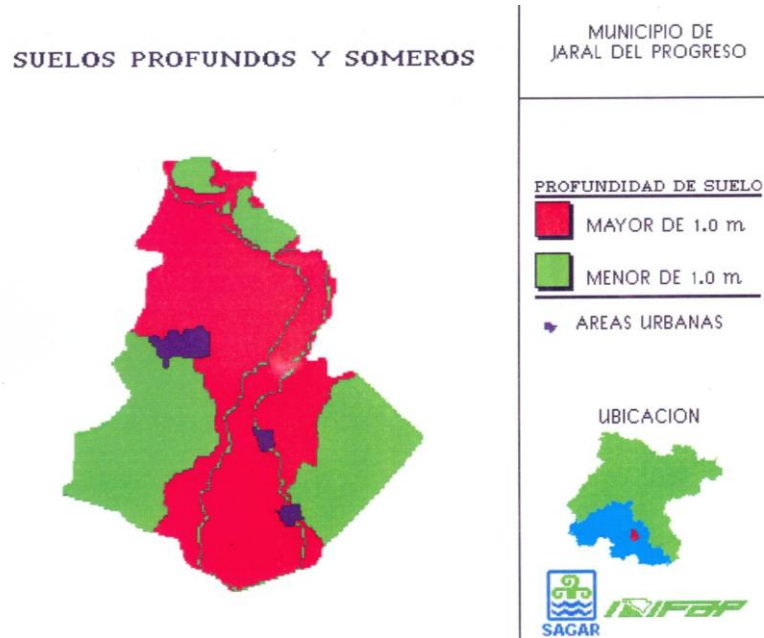 SUELOS PROFUNDOS Y SOMEROS
MUNICIPIO DE
JARAL DEL PROGRESO
PROFUNDIDAD DE SUELO
MAYOR DE 1.0 m
MENOR DE 1.0 m
AREAS URBANAS
UBICACION
SAGAR
INIFAP